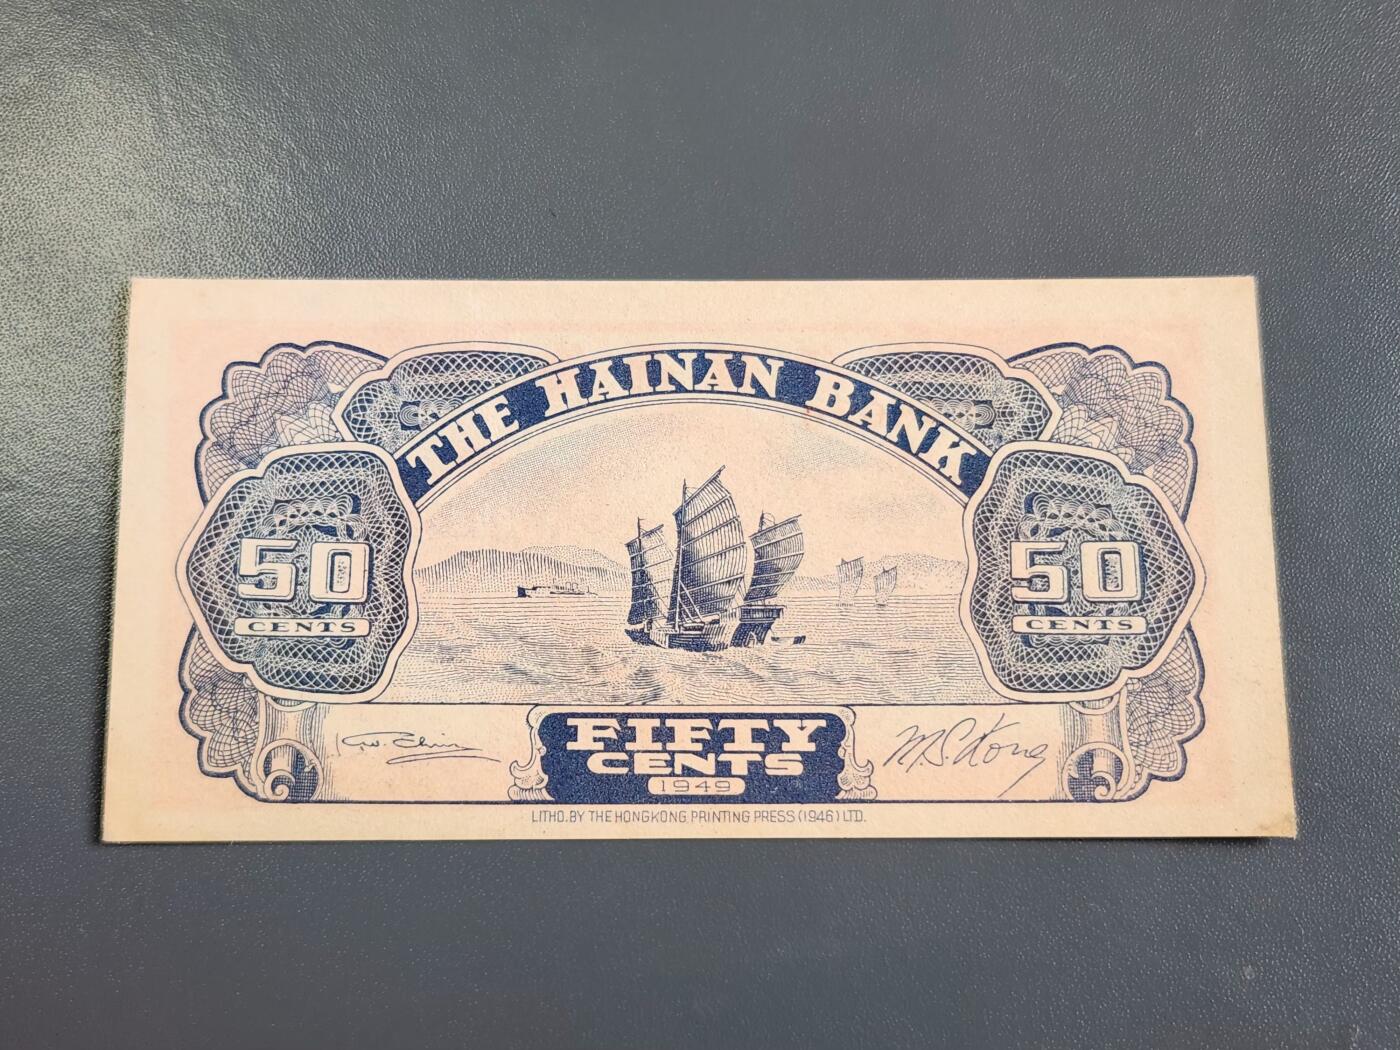 THE HAINAN BANK
50
CENTS
50
CENTS
FIFTY
CENTS
1949
LITHO. BY THE HONGKONG PRINTING PRESS (1946) LTD.